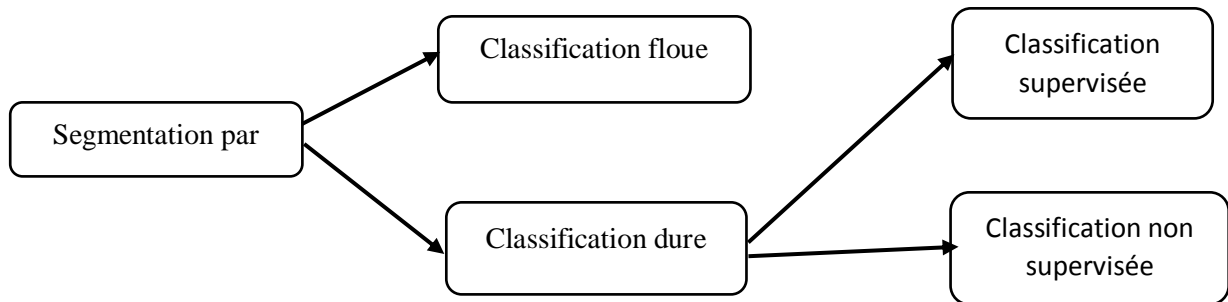 Segmentation par
Classification floue
Classification dure
Classification
supervisée
Classification non
supervisée